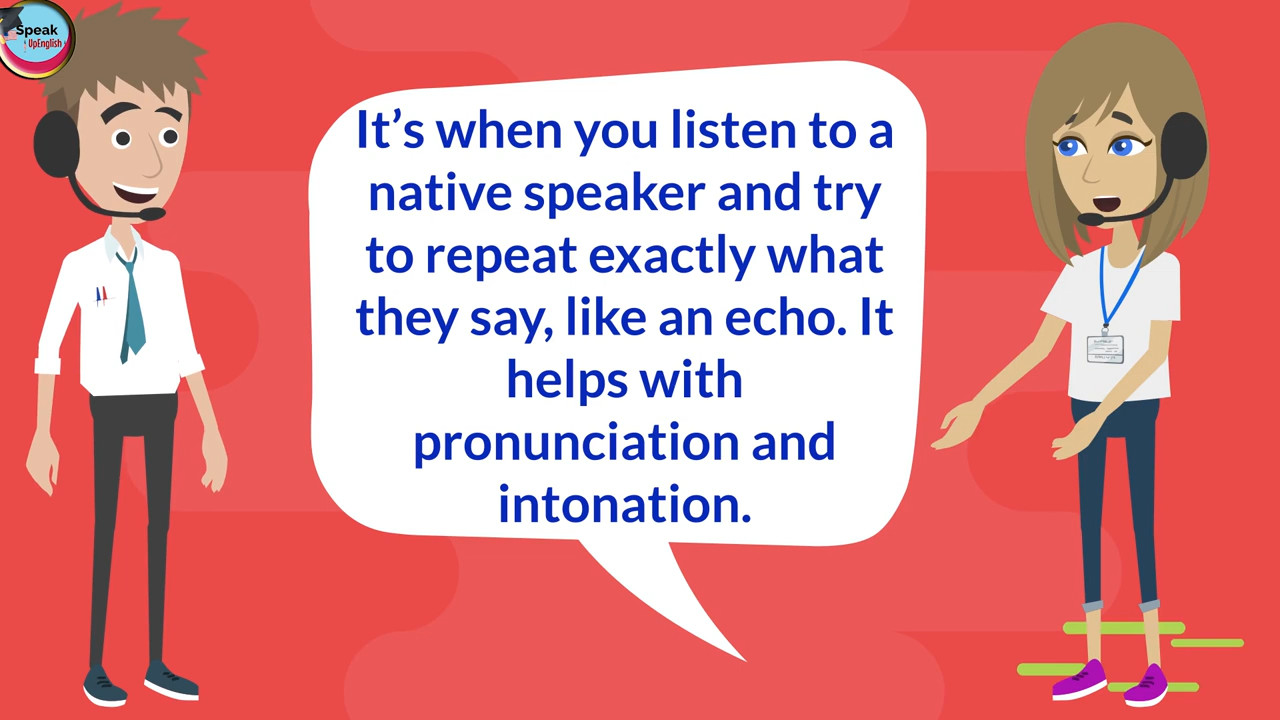 Speak
UpEnglish
It's when you listen to a
native speaker and try
to repeat exactly what
they say, like an echo. It
helps with
pronunciation and
intonation.